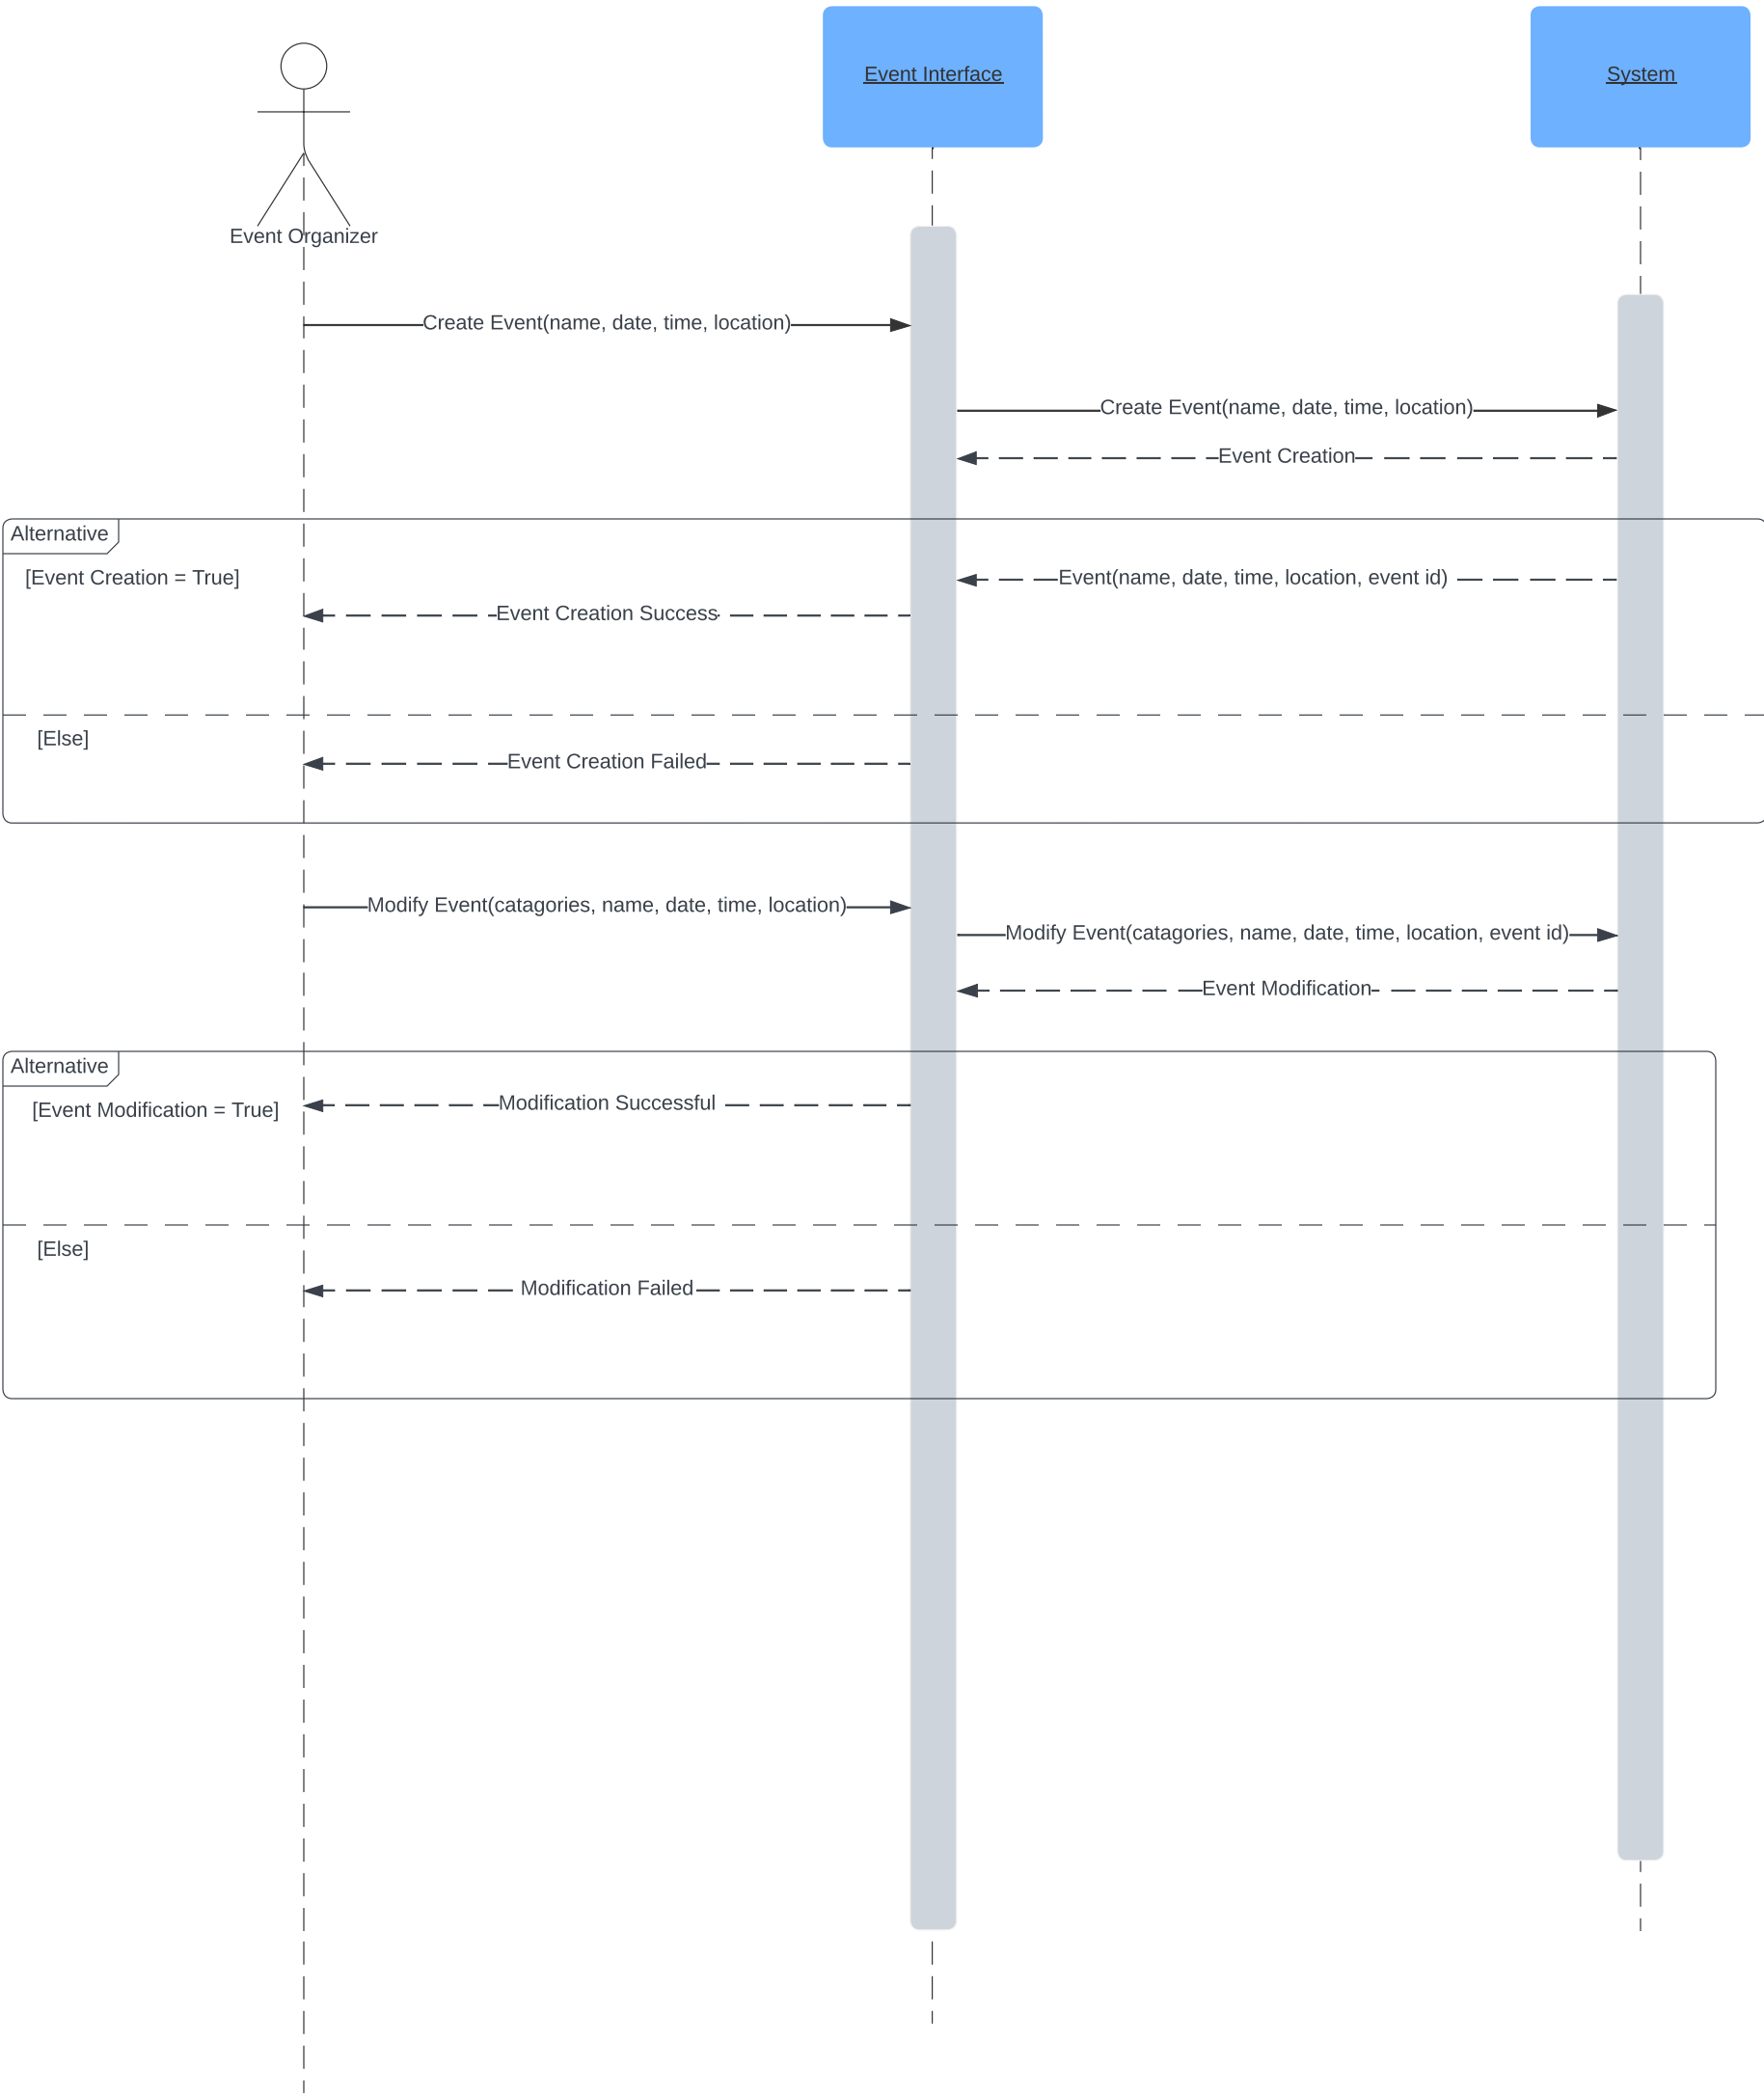 Event Interface
System
Event Organizer
Create Event(name, date, time, location)
Create Event(name, date, time, location)
Event Creation
Alternative
[Event Creation = True]
Event(name, date, time, location, event id)
Event Creation Success
[Else]
Event Creation Failed
Modify Event(catagories, name, date, time, location)
Modify Event(catagories, name, date, time, location, event id)
Event Modification
Alternative
[Event Modification = True]
Modification Successful
[Else]
Modification Failed